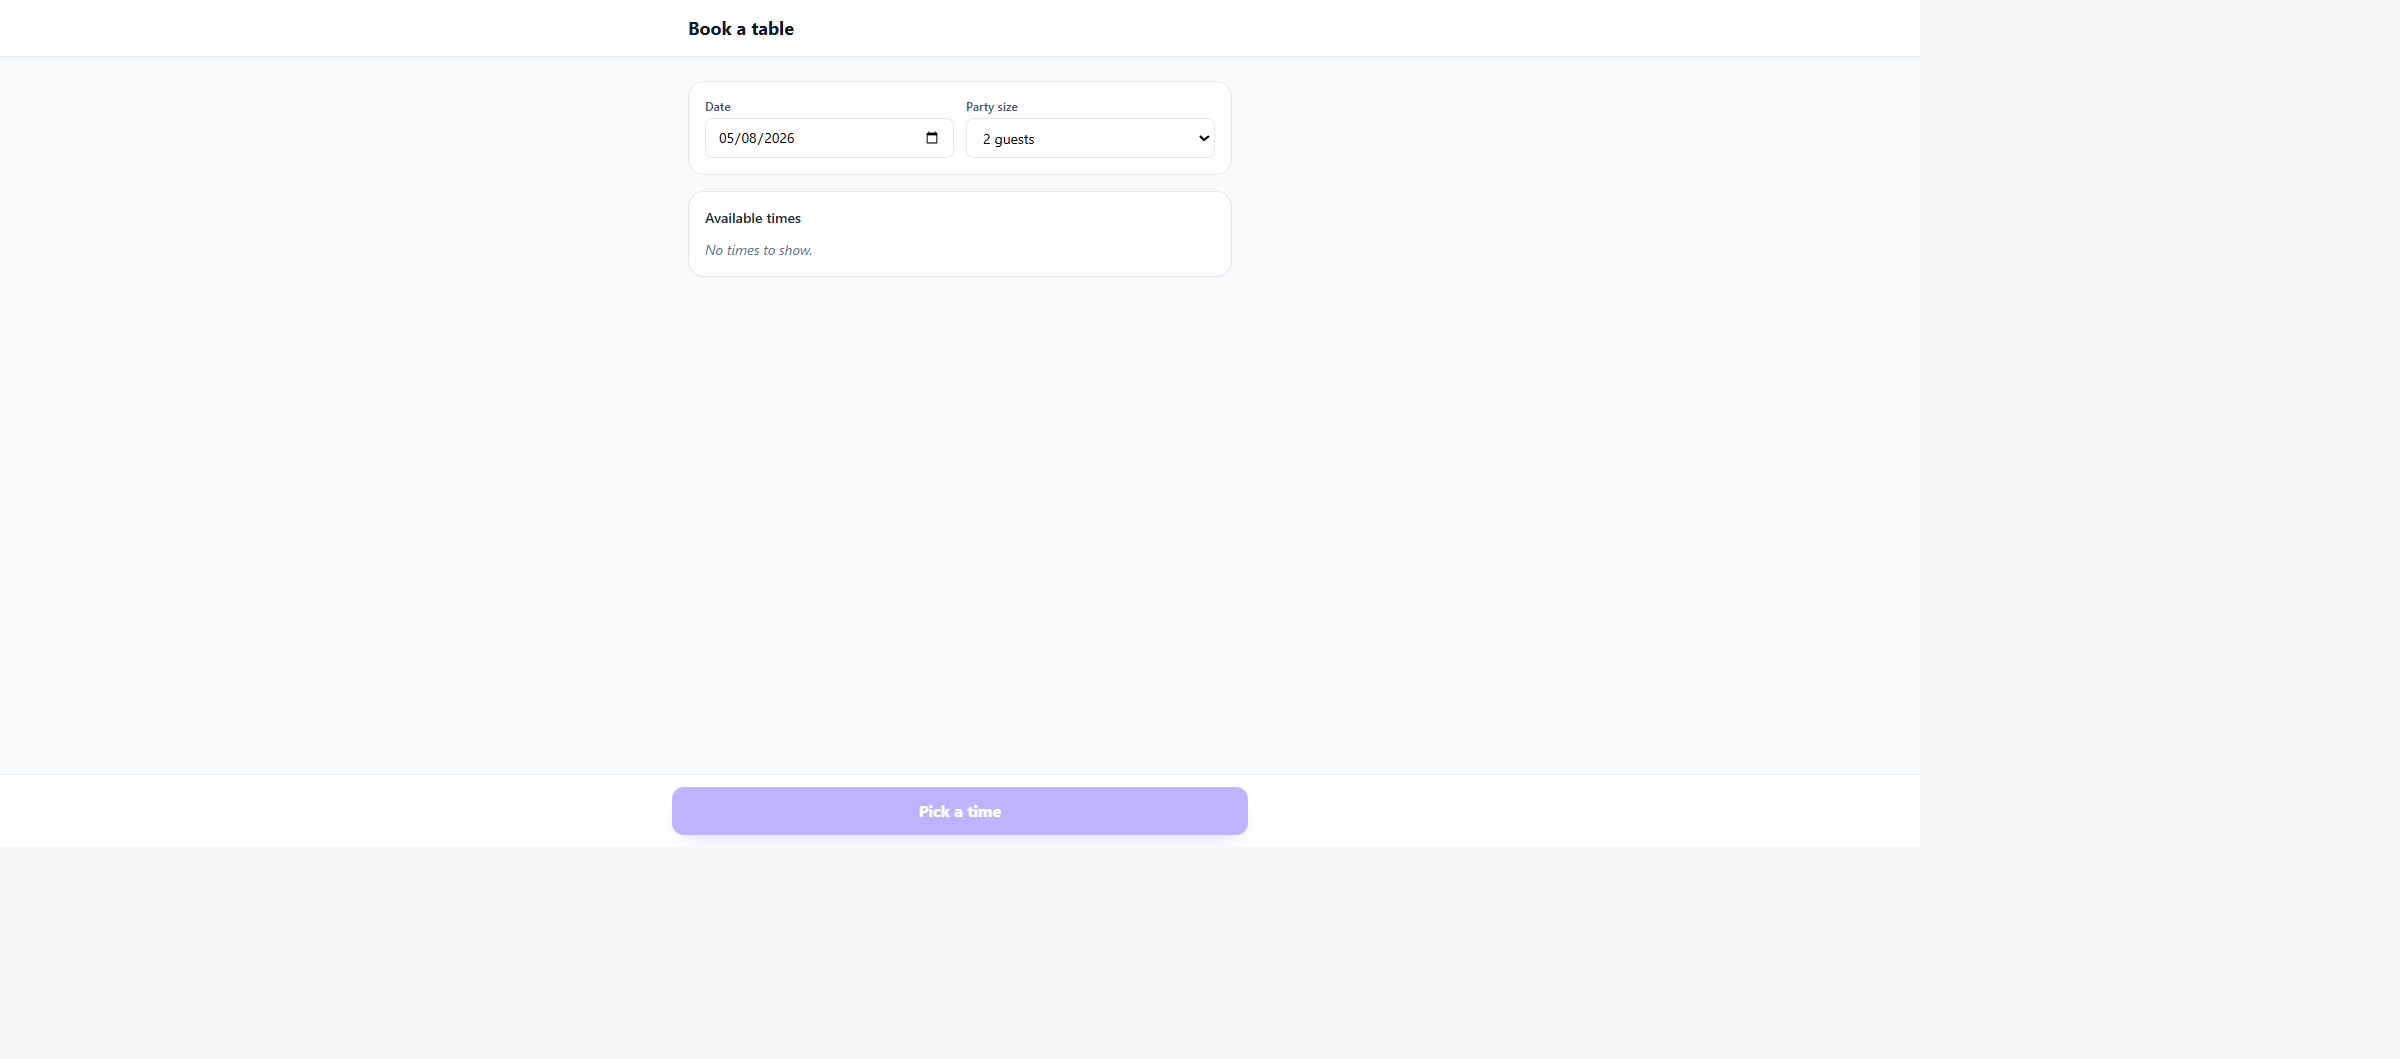 Book a table
Date
Party size
05/08/2026
2 guests
Available times
No times to show.
Pick a time